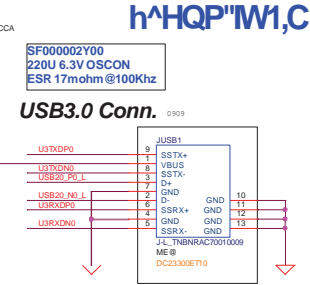 CCA
h^HQP"IW1,C
SF000002Y00
220U 6.3V OSCON
ESR 17mohm@100Khz
USB3.0 Conn. 0909
JUSB1
U3TXDP0 9 SSTX+
1 VBUS
U3TXDN0 8 SSTX-
USB20_P0_L 3 D+
7 GND
USB20_N0_L 2 D- GND 10
U3RXDP0 6 SSRX+ GND 11
4 GND GND 12
U3RXDN0 5 SSRX- GND 13
J-L_TNBNRAC70010009
ME@
DC23300ET10